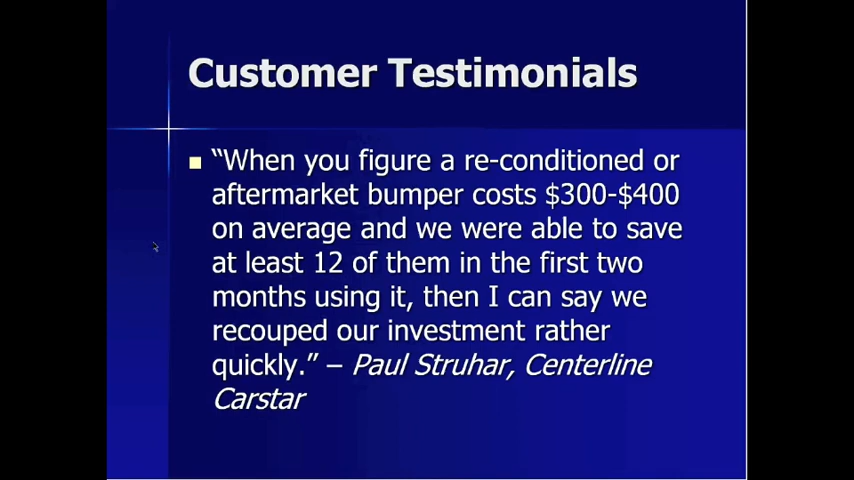 Customer Testimonials
“When you figure a re-conditioned or
aftermarket bumper costs $300-$400
on average and we were able to save
at least 12 of them in the first two
months using it, then I can say we
recouped our investment rather
quickly.” – Paul Struhar, Centerline
Carstar